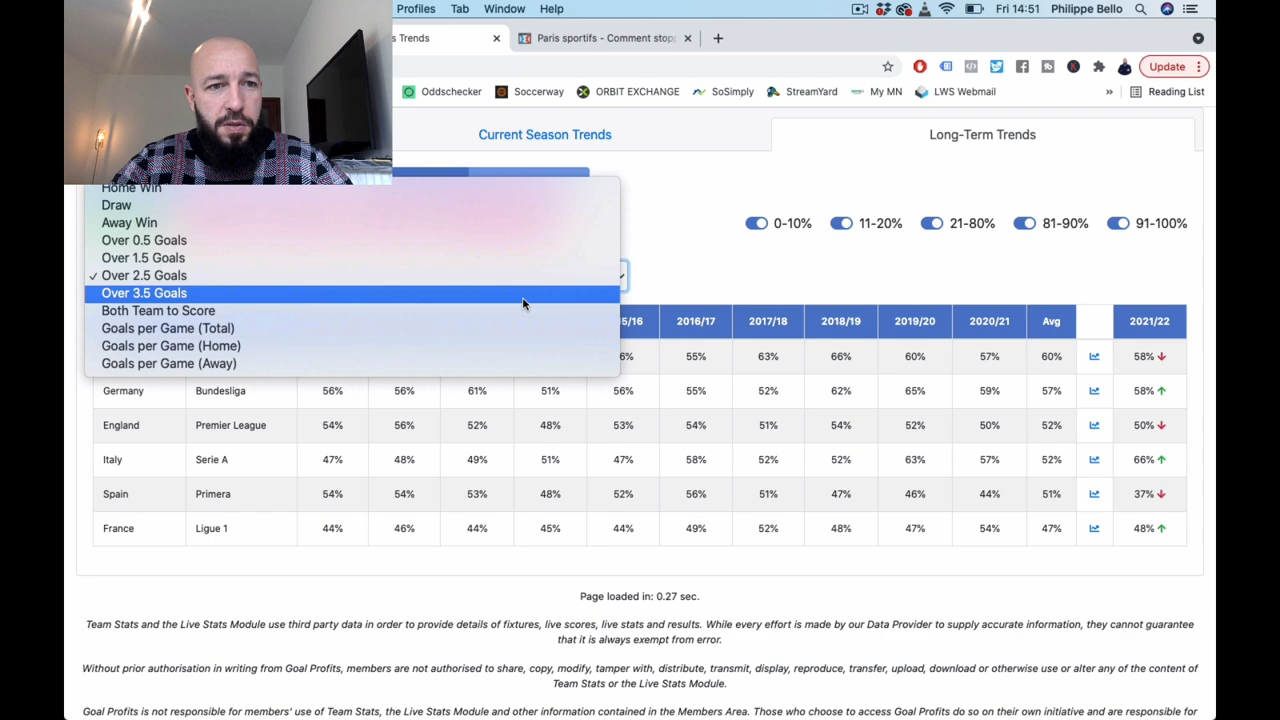 Profiles Tab Window Help Fri 14:51 Philippe Bello
s Trends Paris sportifs - Comment stop
Update
Oddschecker Soccerway ORBIT EXCHANGE SoSimply StreamYard My MN LWS Webmail » Reading List
Current Season Trends Long-Term Trends
Home Win
Draw
Away Win
Over 0.5 Goals
Over 1.5 Goals
✓ Over 2.5 Goals
Over 3.5 Goals
Both Team to Score
Goals per Game (Total)
Goals per Game (Home)
Goals per Game (Away)
0-10% 11-20% 21-80% 81-90% 91-100%
5/16 2016/17 2017/18 2018/19 2019/20 2020/21 Avg 2021/22
6% 55% 63% 66% 60% 57% 60% 58%
Germany Bundesliga 56% 56% 61% 51% 56% 55% 52% 62% 65% 59% 57% 58%
England Premier League 54% 56% 52% 48% 53% 54% 51% 54% 52% 50% 52% 50%
Italy Serie A 47% 48% 49% 51% 47% 58% 52% 52% 63% 57% 52% 66%
Spain Primera 54% 54% 53% 48% 52% 56% 51% 47% 46% 44% 51% 37%
France Ligue 1 44% 46% 44% 45% 44% 49% 52% 48% 47% 54% 47% 48%
Page loaded in: 0.27 sec.
Team Stats and the Live Stats Module use third party data in order to provide details of fixtures, live scores, live stats and results. While every effort is made by our Data Provider to supply accurate information, they cannot guarantee
that it is always exempt from error.
Without prior authorisation in writing from Goal Profits, members are not authorised to share, copy, modify, tamper with, distribute, transmit, display, reproduce, transfer, upload, download or otherwise use or alter any of the content of
Team Stats or the Live Stats Module.
Goal Profits is not responsible for members' use of Team Stats, the Live Stats Module and other information contained in the Members Area. Those who choose to access Goal Profits do so on their own initiative and are responsible for